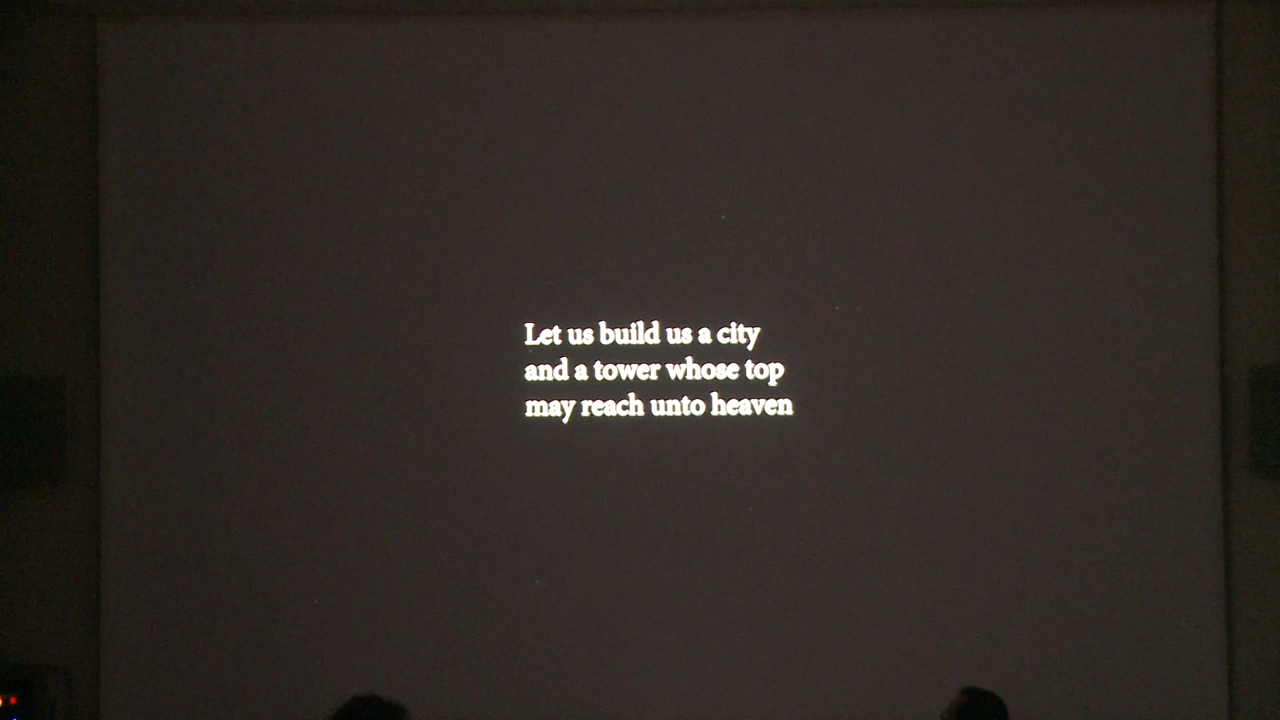 Let us build us a city
and a tower whose top
may reach unto heaven